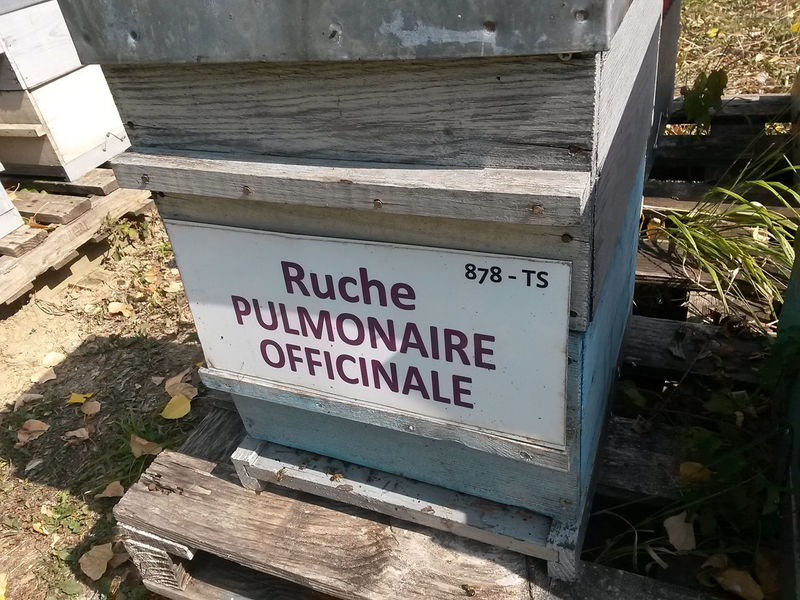 878 - TS
Ruche
PULMONAIRE
OFFICINALE